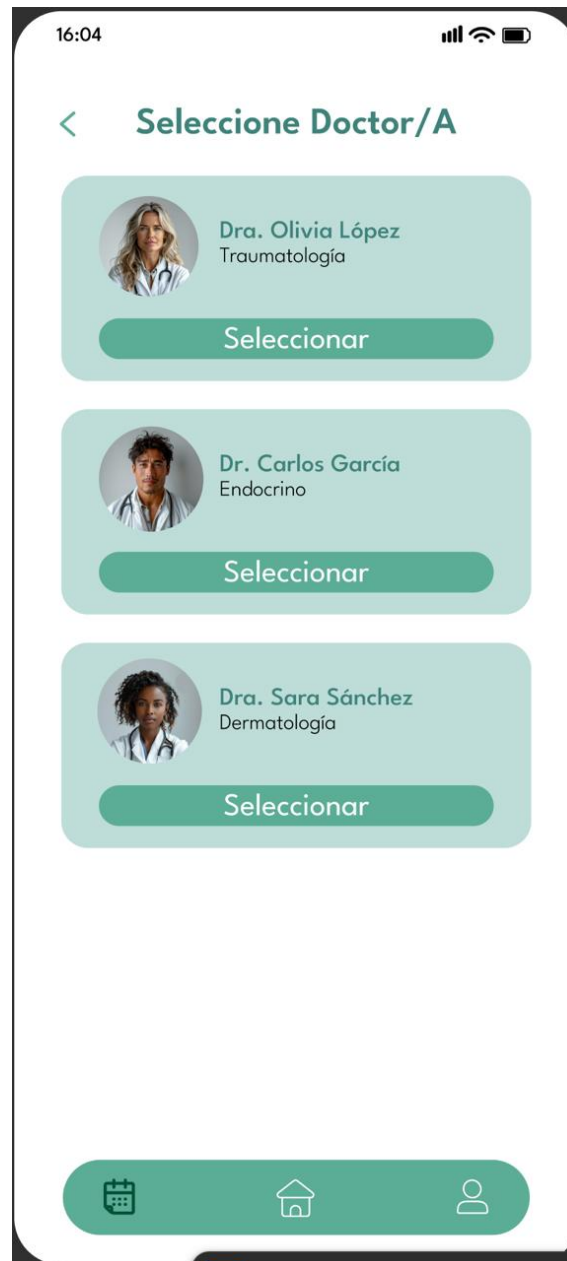 16:04
Seleccione Doctor/A
Dra. Olivia López
Traumatología
Seleccionar
Dr. Carlos García
Endocrino
Seleccionar
Dra. Sara Sánchez
Dermatología
Seleccionar